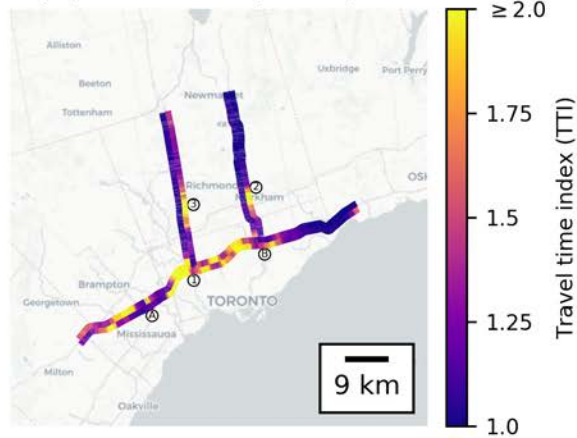 Alliston
Beeton
Tottenham
Newmarket
Uxbridge
Port Perry
Richmond
Markham
OSH
Brampton
Georgetown
TORONTO
Mississauga
Milton
Oakville
1
2
3
A
B
9 km
≥ 2.0
1.75
1.5
1.25
1.0
Travel time index (TTI)